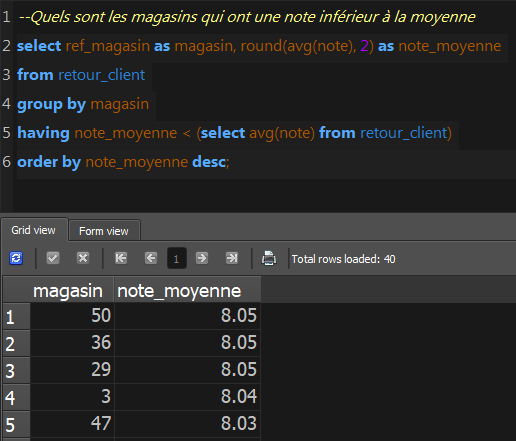 1 --Quels sont les magasins qui ont une note inférieur à la moyenne
2 select ref_magasin as magasin, round(avg(note), 2) as note_moyenne
3 from retour_client
4 group by magasin
5 having note_moyenne < (select avg(note) from retour_client)
6 order by note_moyenne desc;
Grid view Form view
1 Total rows loaded: 40
magasin note_moyenne
1 50 8.05
2 36 8.05
3 29 8.05
4 3 8.04
5 47 8.03